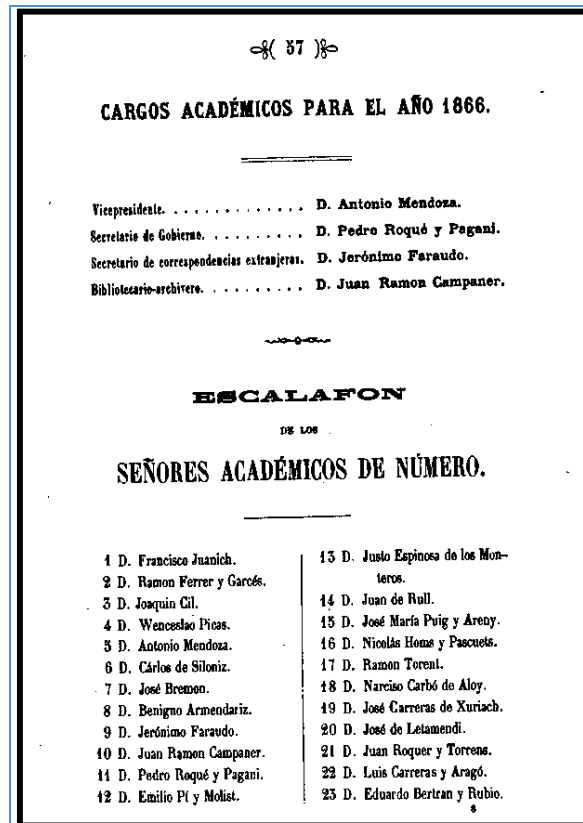 ( 57 )
CARGOS ACADÉMICOS PARA EL AÑO 1866.
Vicepresidente. . . . . . . . . . . . . . D. Antonio Mendoza.
Secretario de Gobierno. . . . . . . . . . D. Pedro Roqué y Pagani.
Secretario de correspondencias extranjeras. D. Jerónimo Faraudo.
Bibliotecario-archivero. . . . . . . . . . D. Juan Ramon Campaner.
ESCALAFON
DE LOS
SEÑORES ACADÉMICOS DE NÚMERO.
1 D. Francisco Juanich.
2 D. Ramon Ferrer y Garcés.
3 D. Joaquin Cil.
4 D. Wenceslao Picas.
5 D. Antonio Mendoza.
6 D. Cárlos de Siloniz.
7 D. José Bremon.
8 D. Benigno Armendariz.
9 D. Jerónimo Faraudo.
10 D. Juan Ramon Campaner.
11 D. Pedro Roqué y Pagani.
12 D. Emilio Pí y Molist.
13 D. Justo Espinosa de los Mon-
teros.
14 D. Juan de Rull.
15 D. José María Puig y Areny.
16 D. Nicolás Homs y Pascuets.
17 D. Ramon Torent.
18 D. Narciso Carbó de Aloy.
19 D. José Carreras de Xuriach.
20 D. José de Letamendi.
21 D. Juan Roquer y Torrens.
22 D. Luis Carreras y Aragó.
23 D. Eduardo Bertran y Rubio.
8